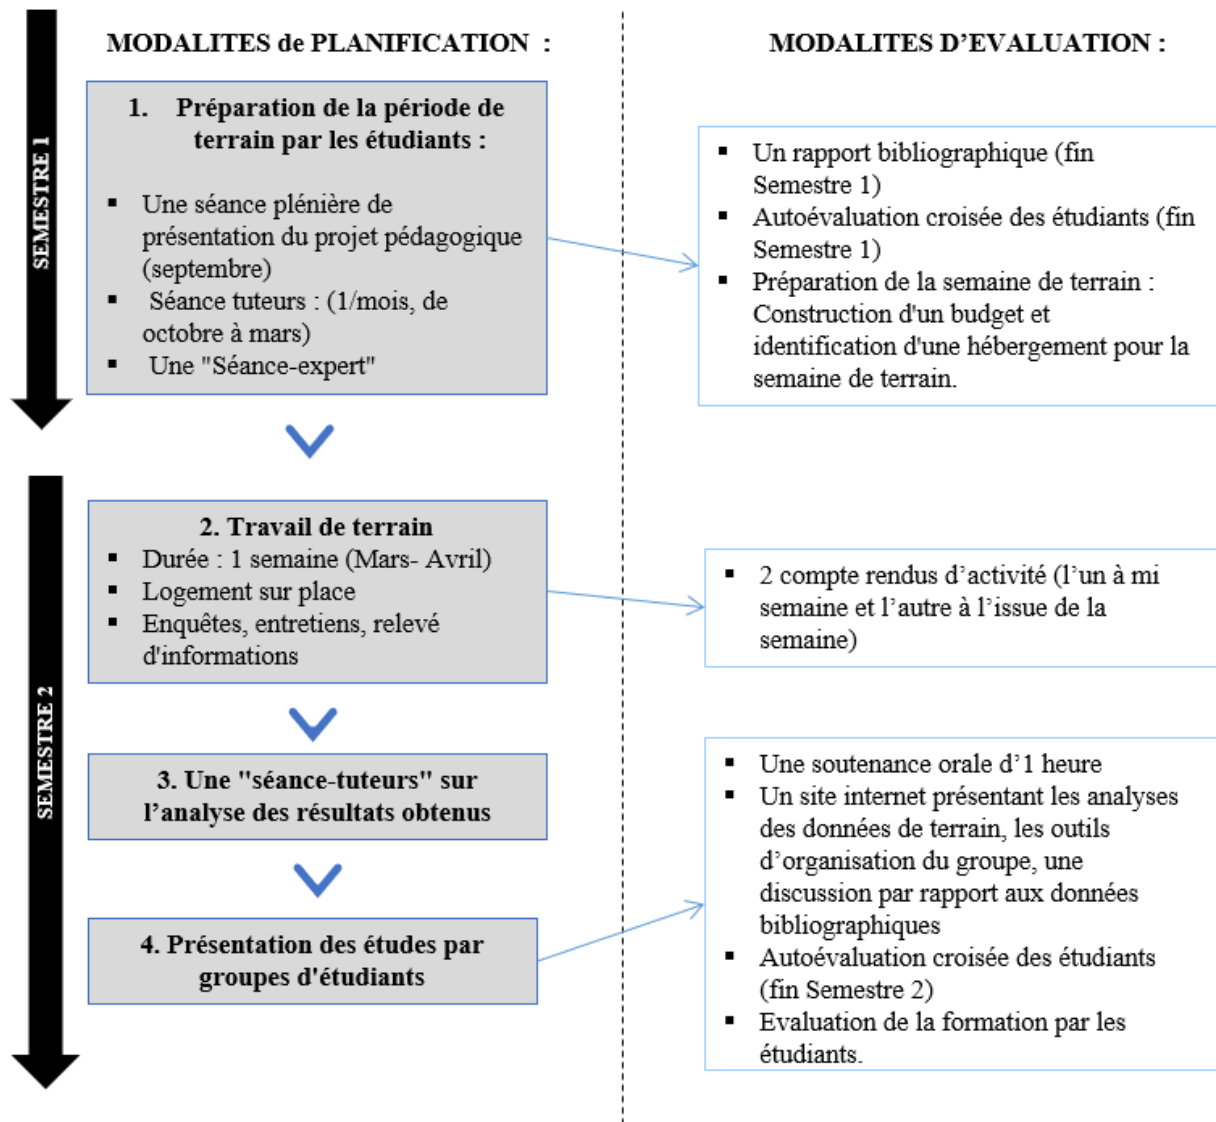 MODALITES de PLANIFICATION :
MODALITES D’EVALUATION :
SEMESTRE 1
1. Préparation de la période de
terrain par les étudiants :
▪ Une séance plénière de
présentation du projet pédagogique
(septembre)
▪ Séance tuteurs : (1/mois, de
octobre à mars)
▪ Une "Séance-expert"
▪ Un rapport bibliographique (fin
Semestre 1)
▪ Autoévaluation croisée des étudiants (fin
Semestre 1)
▪ Préparation de la semaine de terrain :
Construction d'un budget et
identification d'une hébergement pour la
semaine de terrain.
SEMESTRE 2
2. Travail de terrain
▪ Durée : 1 semaine (Mars- Avril)
▪ Logement sur place
▪ Enquêtes, entretiens, relevé
d'informations
▪ 2 compte rendus d’activité (l’un à mi
semaine et l’autre à l’issue de la
semaine)
3. Une "séance-tuteurs" sur
l’analyse des résultats obtenus
4. Présentation des études par
groupes d'étudiants
▪ Une soutenance orale d’1 heure
▪ Un site internet présentant les analyses
des données de terrain, les outils
d’organisation du groupe, une
discussion par rapport aux données
bibliographiques
▪ Autoévaluation croisée des étudiants
(fin Semestre 2)
▪ Evaluation de la formation par les
étudiants.